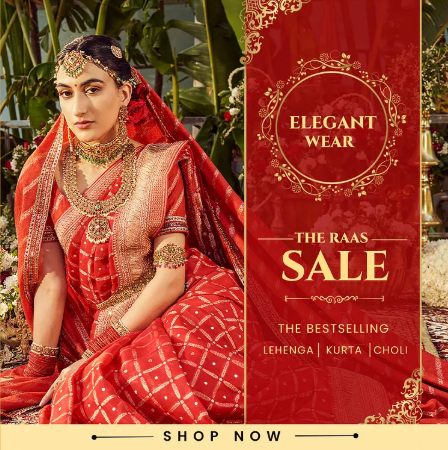 ELEGANT
WEAR
THE RAAS
SALE
THE BESTSELLING
LEHENGA| KURTA |CHOLI
SHOP NOW